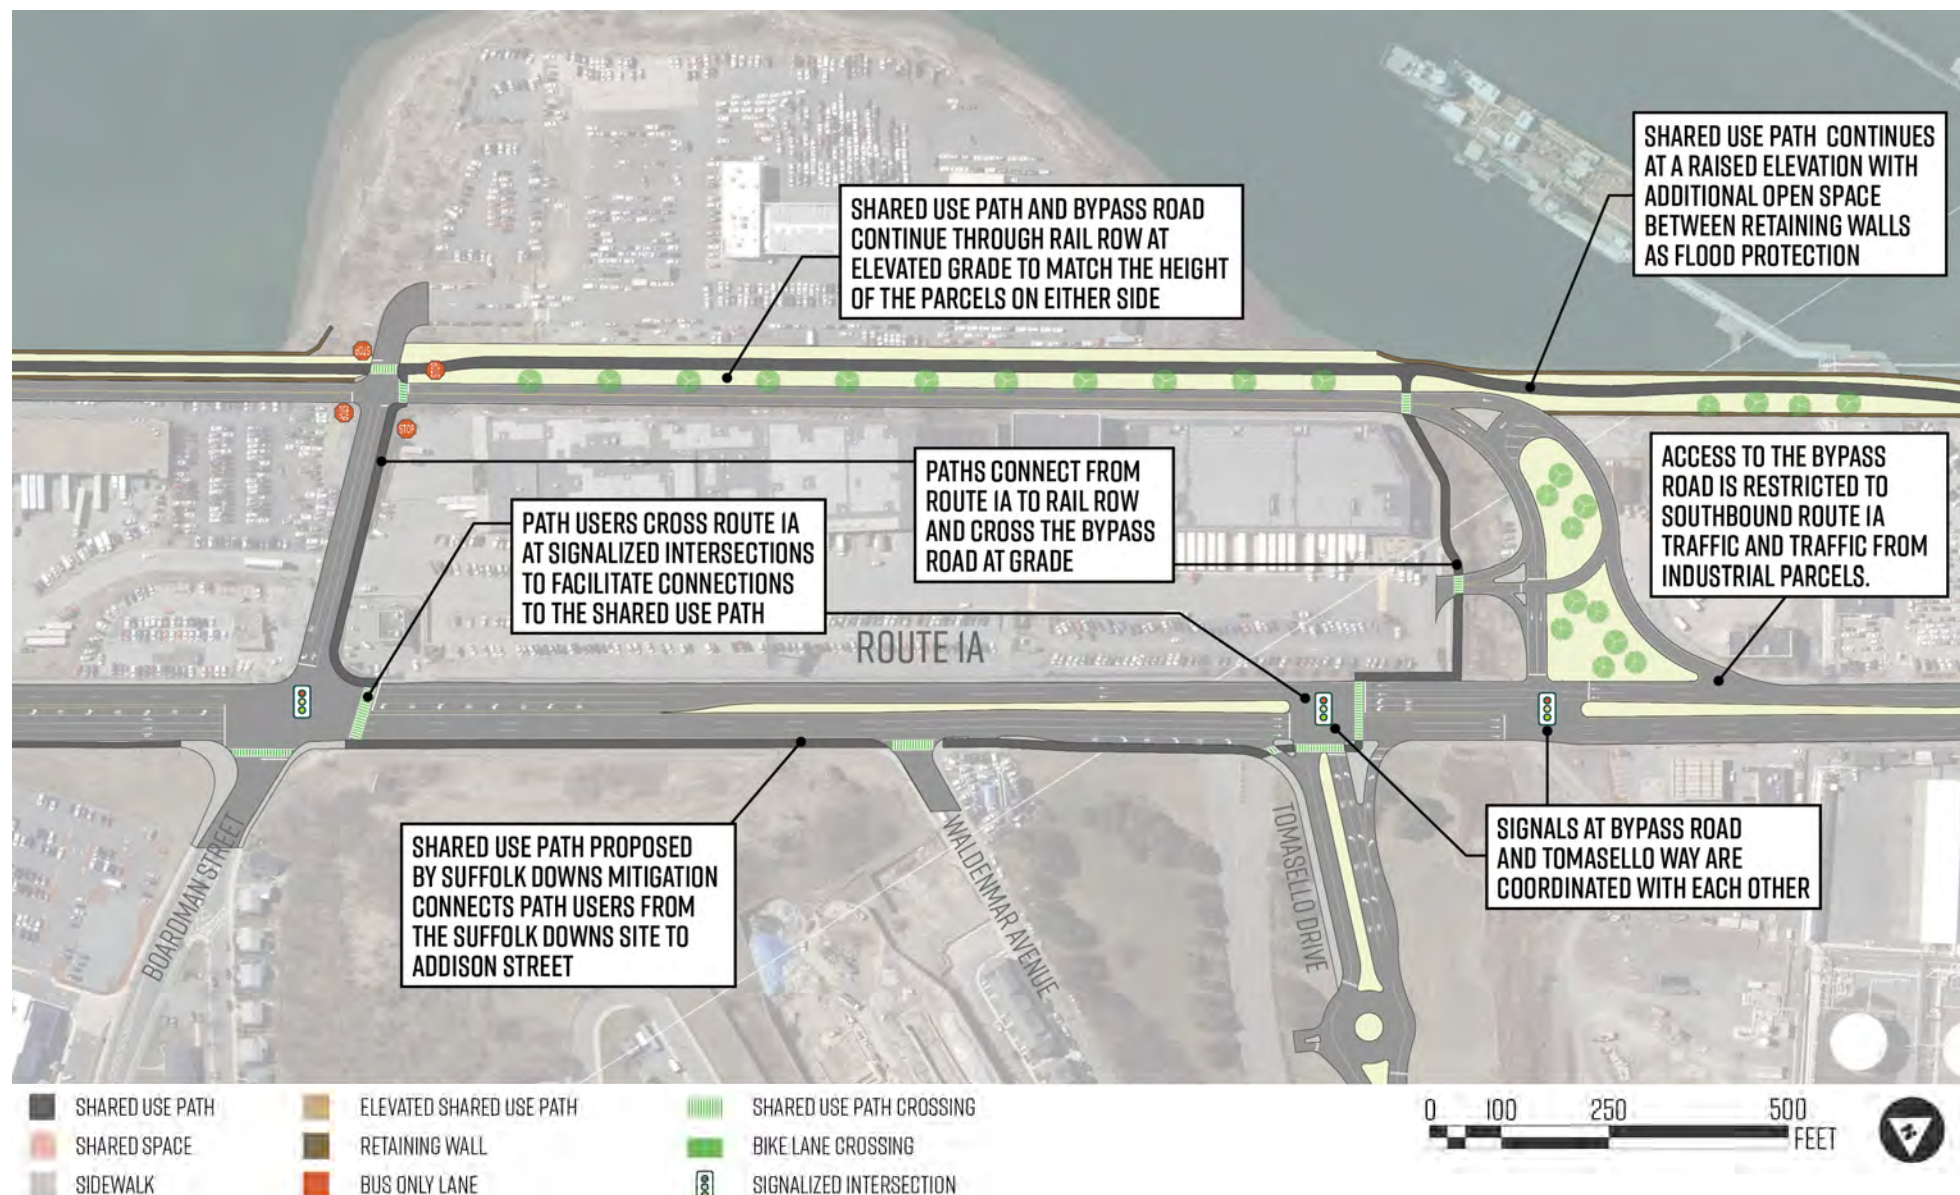 SHARED USE PATH CONTINUES
AT A RAISED ELEVATION WITH
ADDITIONAL OPEN SPACE
BETWEEN RETAINING WALLS
AS FLOOD PROTECTION
SHARED USE PATH AND BYPASS ROAD
CONTINUE THROUGH RAIL ROW AT
ELEVATED GRADE TO MATCH THE HEIGHT
OF THE PARCELS ON EITHER SIDE
STOP
STOP
STOP
STOP
ACCESS TO THE BYPASS
ROAD IS RESTRICTED TO
SOUTHBOUND ROUTE 1A
TRAFFIC AND TRAFFIC FROM
INDUSTRIAL PARCELS.
PATHS CONNECT FROM
ROUTE 1A TO RAIL ROW
AND CROSS THE BYPASS
ROAD AT GRADE
PATH USERS CROSS ROUTE 1A
AT SIGNALIZED INTERSECTIONS
TO FACILITATE CONNECTIONS
TO THE SHARED USE PATH
ROUTE 1A
SHARED USE PATH PROPOSED
BY SUFFOLK DOWNS MITIGATION
CONNECTS PATH USERS FROM
THE SUFFOLK DOWNS SITE TO
ADDISON STREET
SIGNALS AT BYPASS ROAD
AND TOMASELLO WAY ARE
COORDINATED WITH EACH OTHER
BOARDMAN STREET
WALDENMAR AVENUE
TOMASELLO DRIVE
SHARED USE PATH
SHARED SPACE
SIDEWALK
ELEVATED SHARED USE PATH
RETAINING WALL
BUS ONLY LANE
SHARED USE PATH CROSSING
BIKE LANE CROSSING
SIGNALIZED INTERSECTION
0 100 250 500
FEET
N